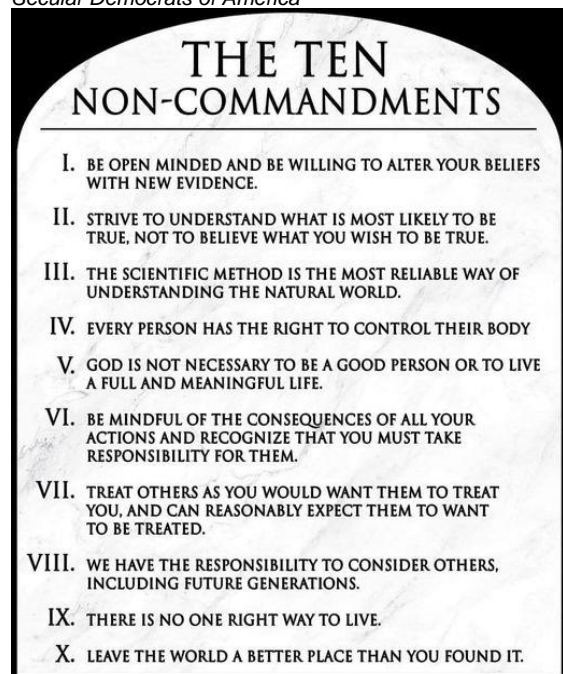 Secular Democrats of America
THE TEN
NON-COMMANDMENTS
I. BE OPEN MINDED AND BE WILLING TO ALTER YOUR BELIEFS
WITH NEW EVIDENCE.
II. STRIVE TO UNDERSTAND WHAT IS MOST LIKELY TO BE
TRUE, NOT TO BELIEVE WHAT YOU WISH TO BE TRUE.
III. THE SCIENTIFIC METHOD IS THE MOST RELIABLE WAY OF
UNDERSTANDING THE NATURAL WORLD.
IV. EVERY PERSON HAS THE RIGHT TO CONTROL THEIR BODY
V. GOD IS NOT NECESSARY TO BE A GOOD PERSON OR TO LIVE
A FULL AND MEANINGFUL LIFE.
VI. BE MINDFUL OF THE CONSEQUENCES OF ALL YOUR
ACTIONS AND RECOGNIZE THAT YOU MUST TAKE
RESPONSIBILITY FOR THEM.
VII. TREAT OTHERS AS YOU WOULD WANT THEM TO TREAT
YOU, AND CAN REASONABLY EXPECT THEM TO WANT
TO BE TREATED.
VIII. WE HAVE THE RESPONSIBILITY TO CONSIDER OTHERS,
INCLUDING FUTURE GENERATIONS.
IX. THERE IS NO ONE RIGHT WAY TO LIVE.
X. LEAVE THE WORLD A BETTER PLACE THAN YOU FOUND IT.